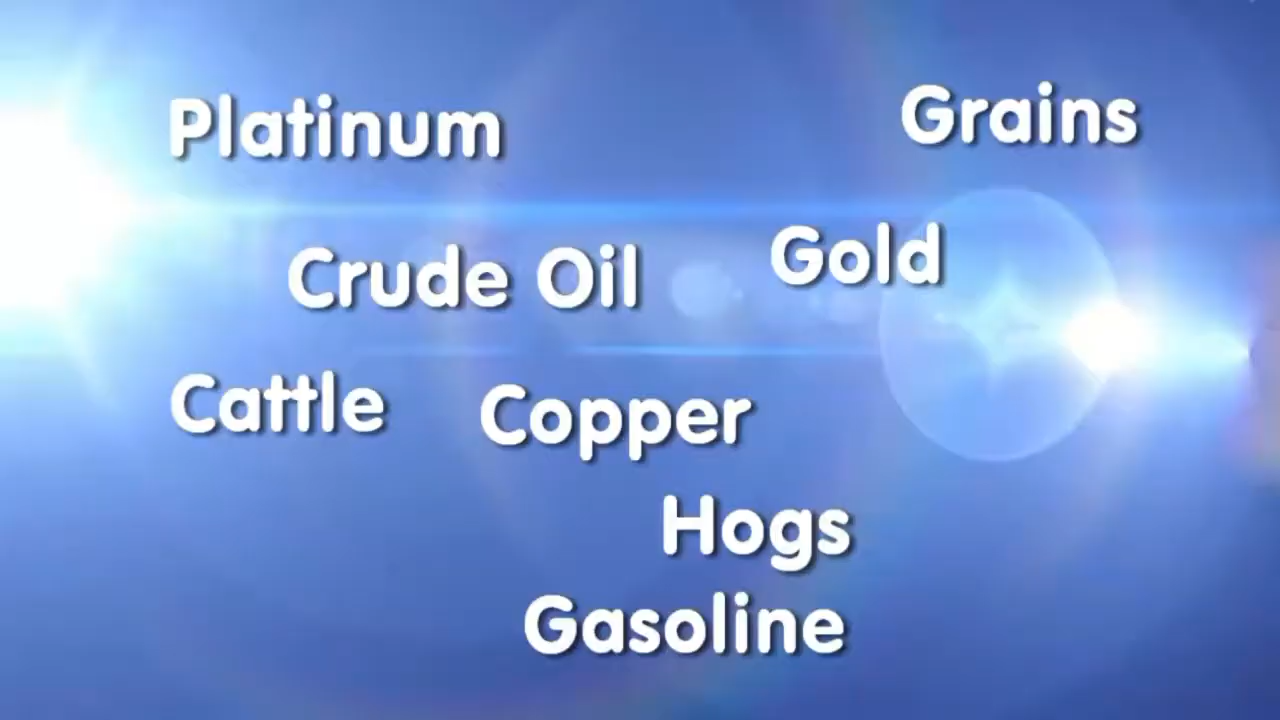 Platinum
Grains
Crude Oil
Gold
Cattle
Copper
Hogs
Gasoline